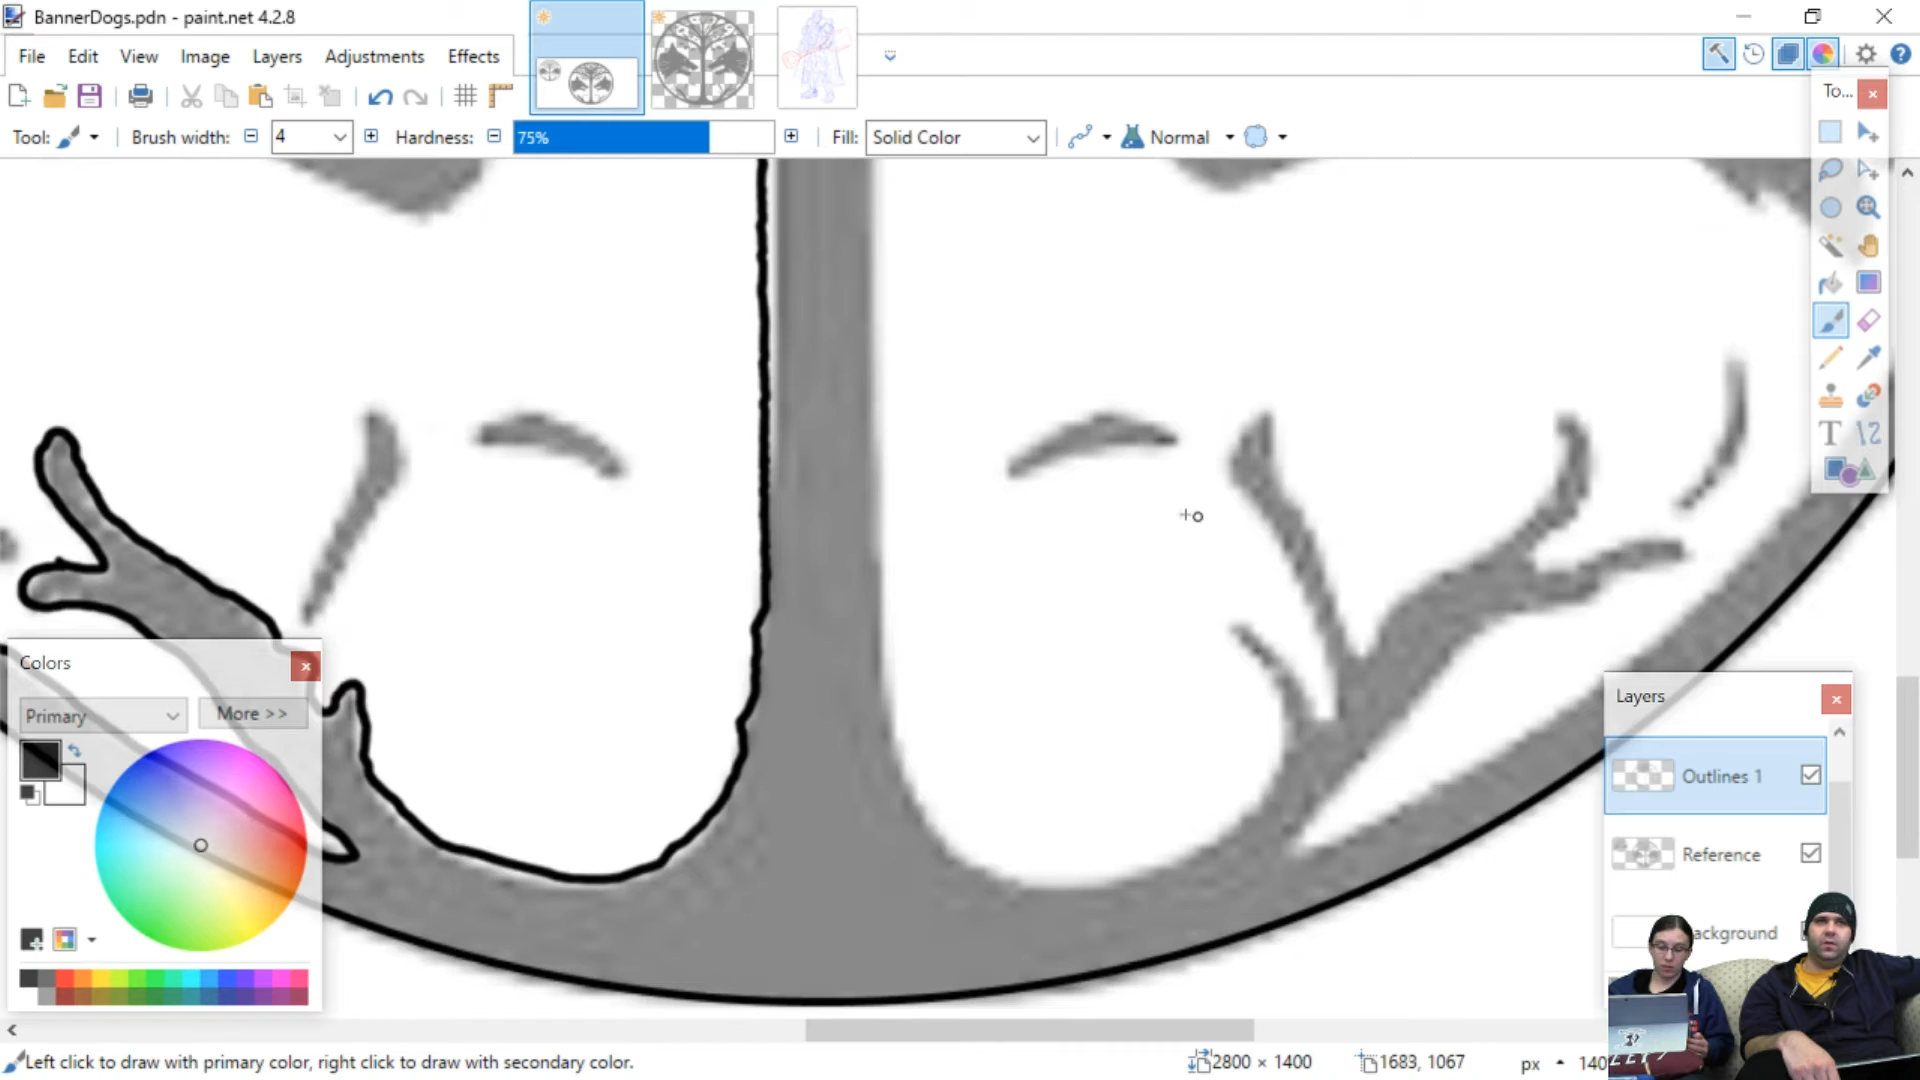 BannerDogs.pdn - paint.net 4.2.8
File Edit View Image Layers Adjustments Effects
Tool: Brush width: 4 Hardness: 75% Fill: Solid Color Normal
To...
Colors
Primary More >>
Layers
Outlines 1
Reference
ackground
Left click to draw with primary color, right click to draw with secondary color.
2800 × 1400 1683, 1067 px 140